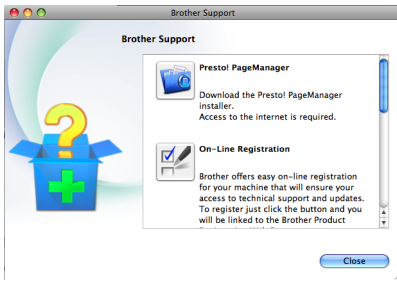 Brother Support
Brother Support
Presto! PageManager
Download the Presto! PageManager
installer.
Access to the internet is required.
On-Line Registration
Brother offers easy on-line registration
for your machine that will ensure your
access to technical support and updates.
To register just click the button and you
will be linked to the Brother Product
Close